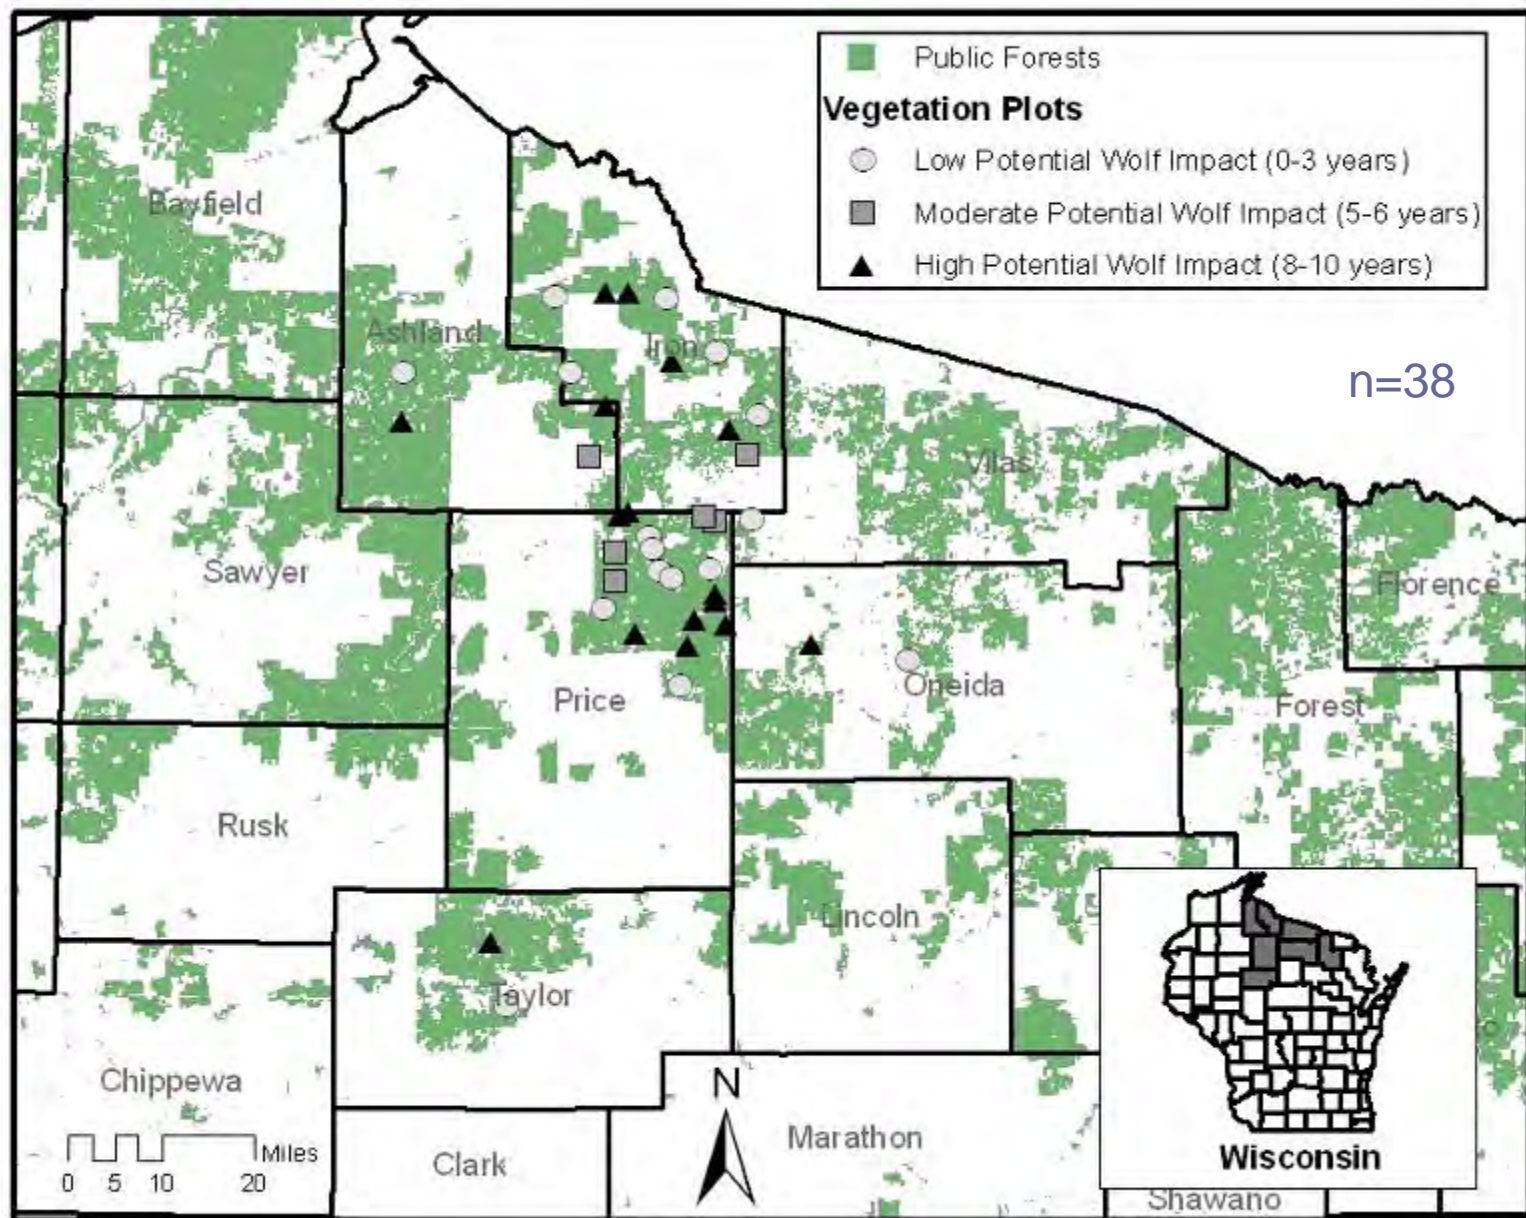 Public Forests
Vegetation Plots
Low Potential Wolf Impact (0-3 years)
Moderate Potential Wolf Impact (5-6 years)
High Potential Wolf Impact (8-10 years)
n=38
Bayfield
Ashland
Iron
Vilas
Sawyer
Florence
Price
Oneida
Forest
Rusk
Lincoln
Taylor
Chippewa
N
Marathon
Clark
Miles
0 5 10 20
Wisconsin
Shawano